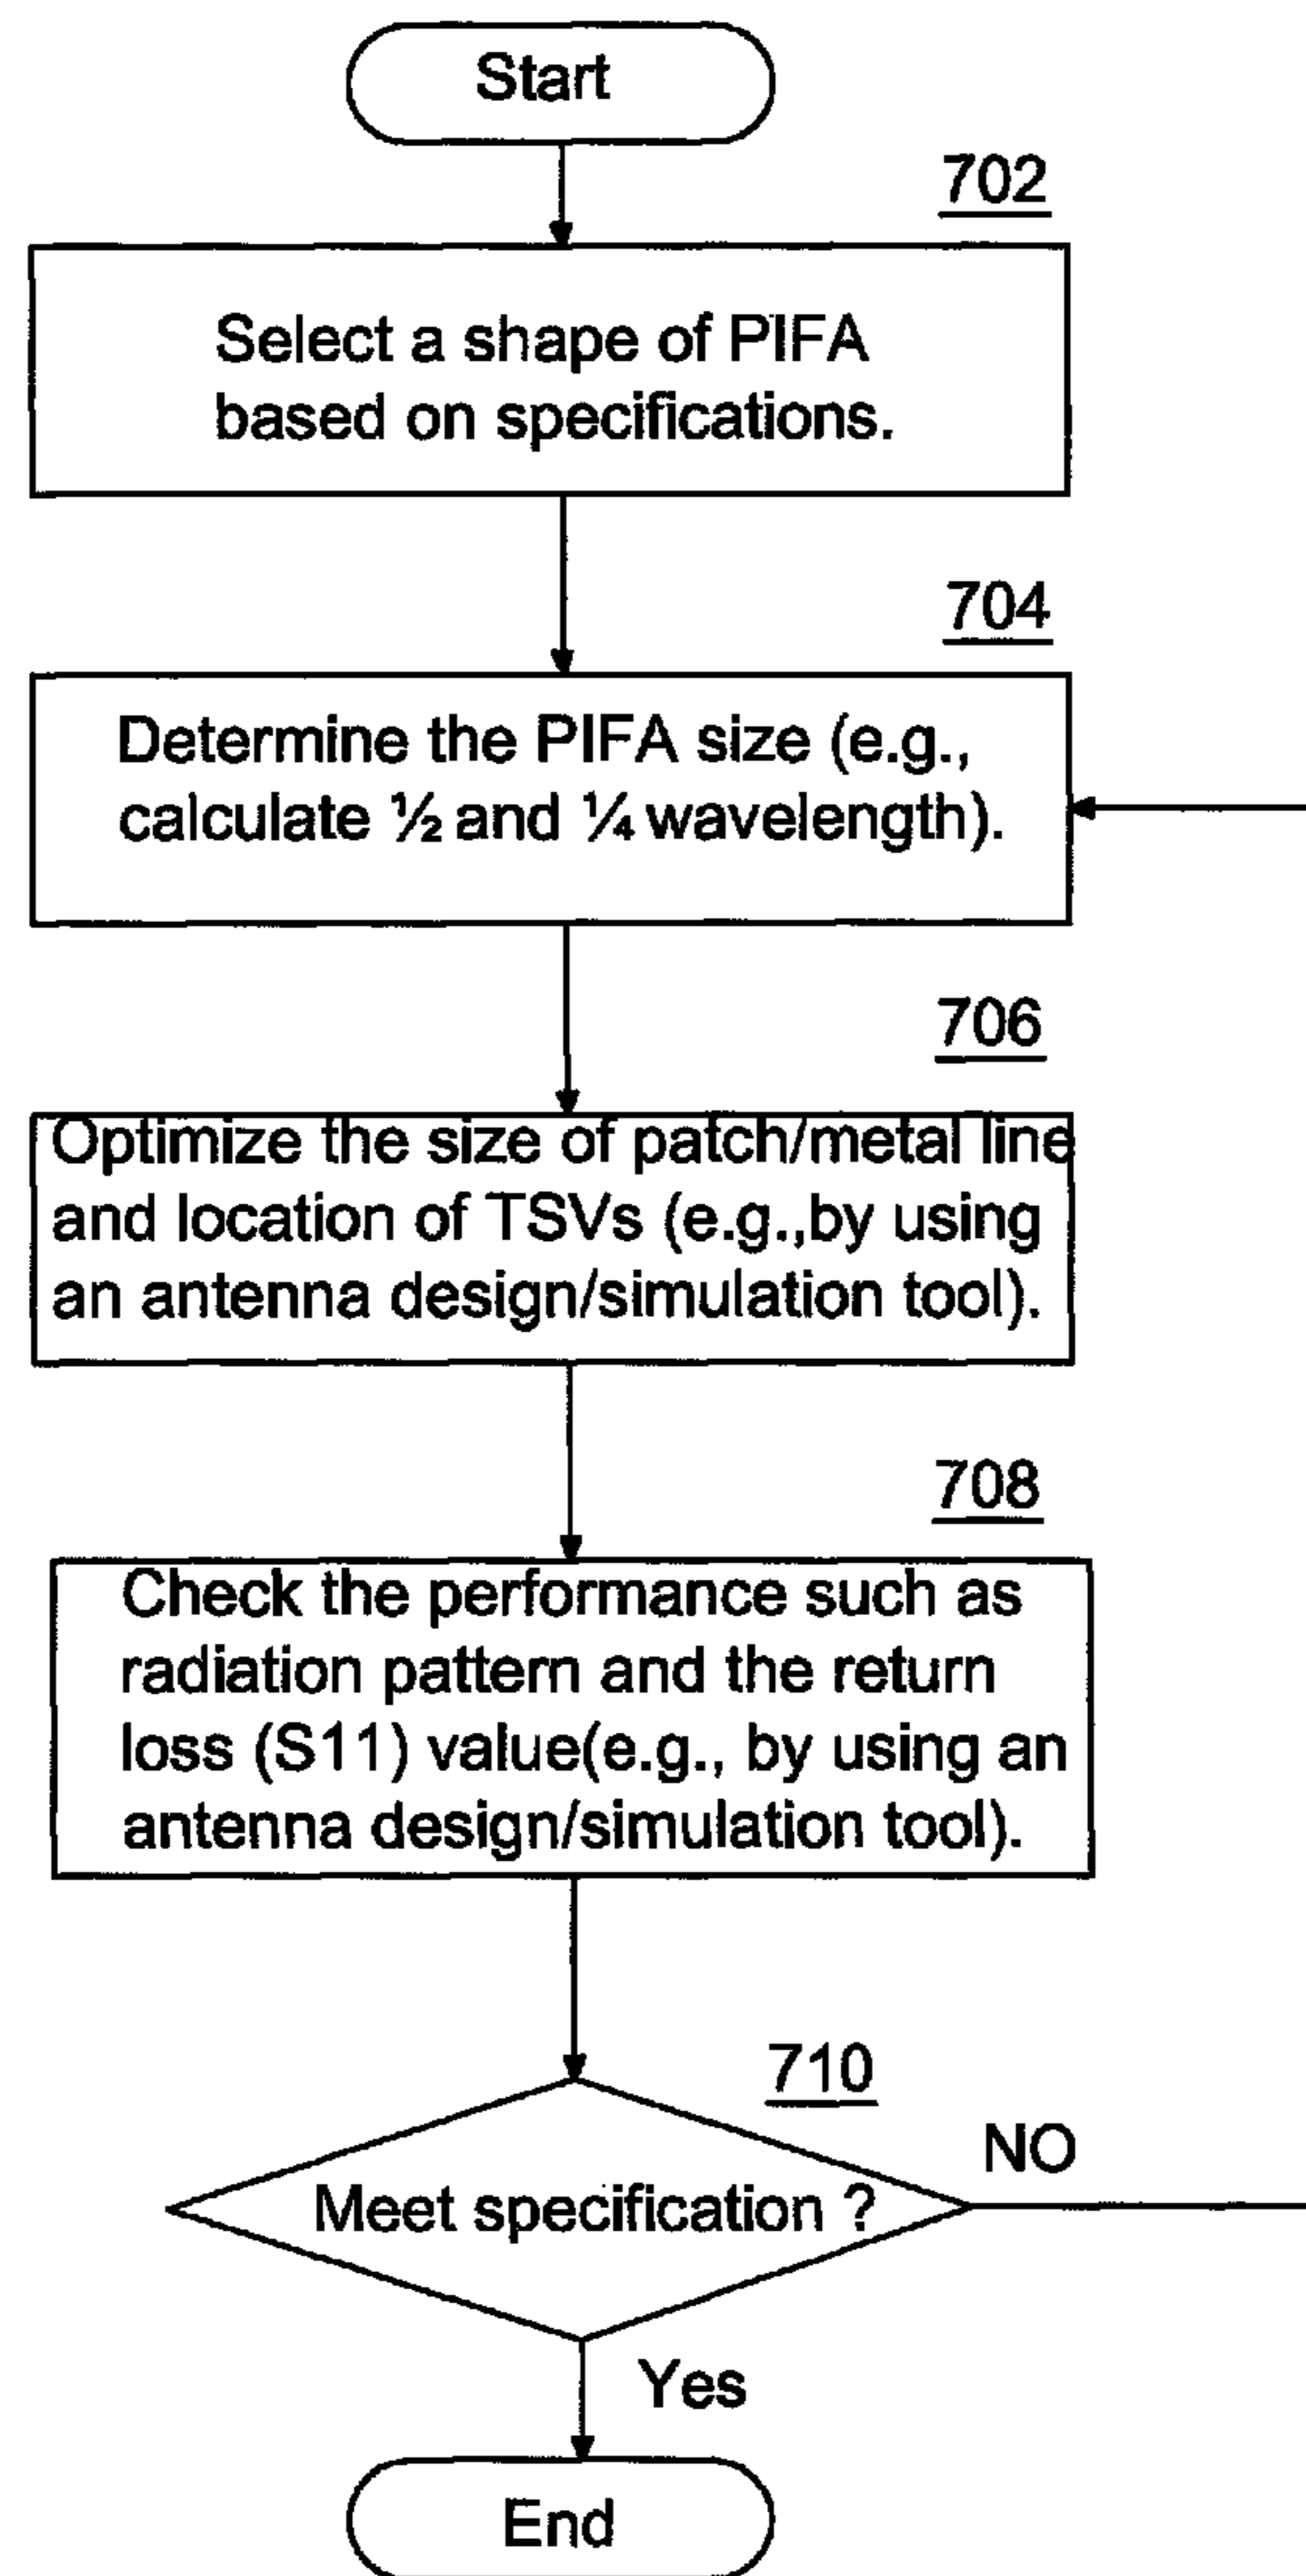 Start
702
Select a shape of PIFA
based on specifications.
704
Determine the PIFA size (e.g.,
calculate ½ and ¼ wavelength).
706
Optimize the size of patch/metal line
and location of TSVs (e.g.,by using
an antenna design/simulation tool).
708
Check the performance such as
radiation pattern and the return
loss (S11) value(e.g., by using an
antenna design/simulation tool).
710
NO
Meet specification ?
Yes
End